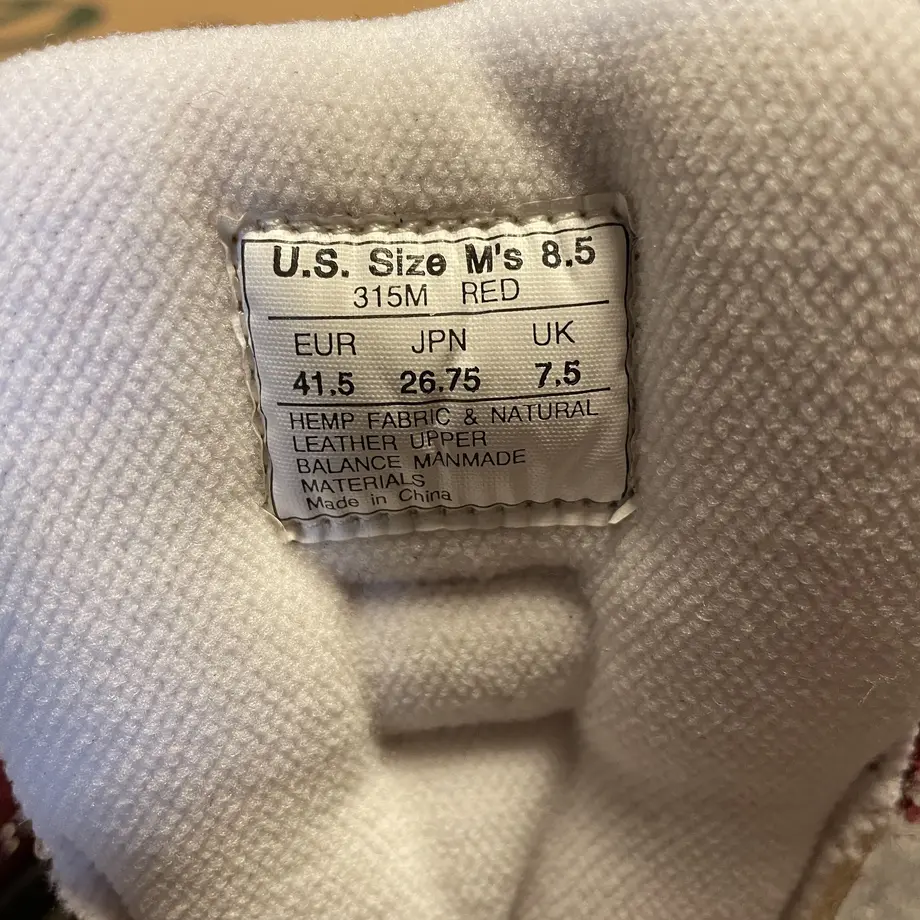 U.S. Size M's 8.5
315M RED
EUR JPN UK
41.5 26.75 7.5
HEMP FABRIC & NATURAL
LEATHER UPPER
BALANCE MANMADE
MATERIALS
Made in China